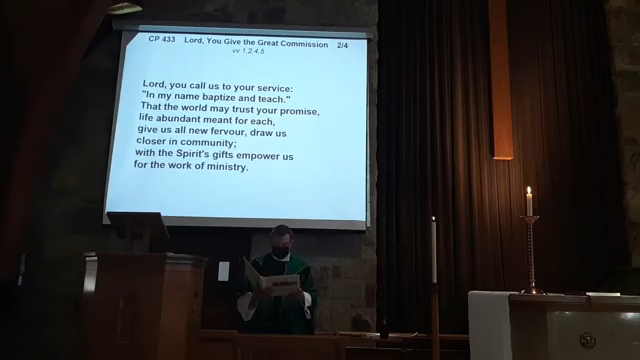 CP 433 Lord, You Give the Great Commission 2/4
vv 1,2,4,5
Lord, you call us to your service:
"In my name baptize and teach."
That the world may trust your promise,
life abundant meant for each,
give us all new fervour, draw us
closer in community;
with the Spirit's gifts empower us
for the work of ministry.